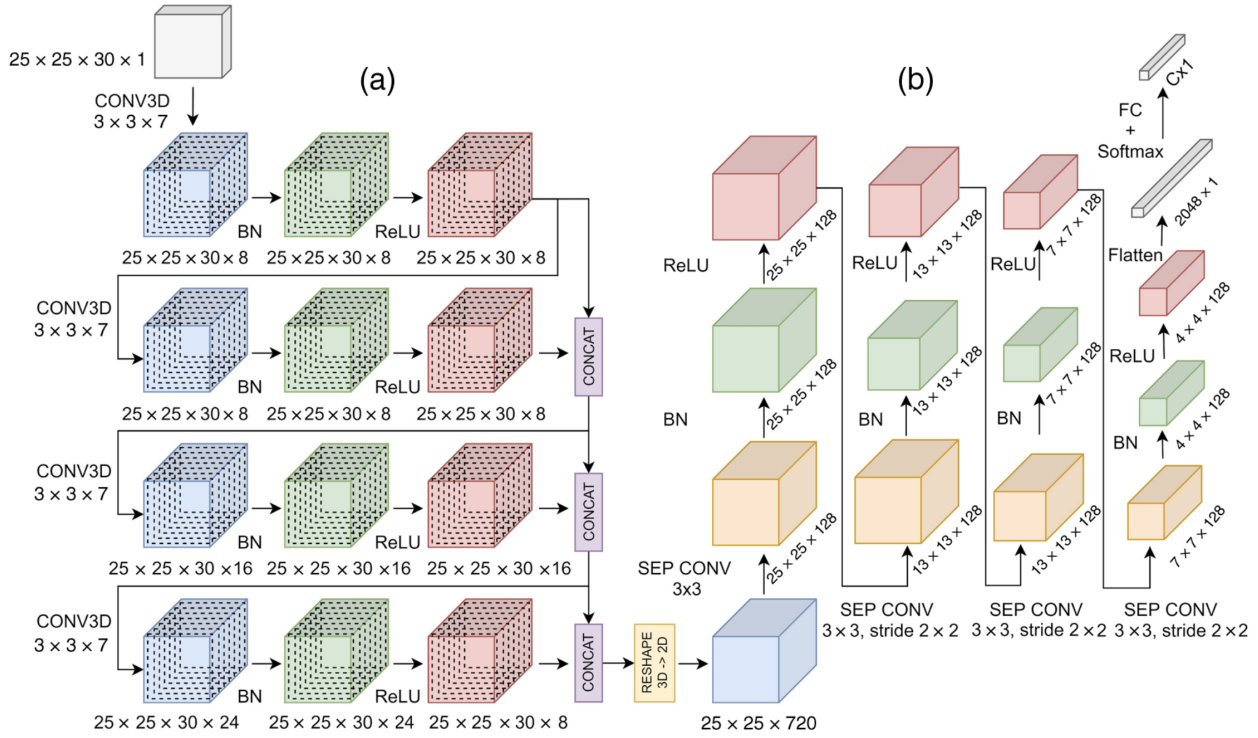 25 × 25 × 30 × 1
CONV3D
3 × 3 × 7
(a)
BN
ReLU
25 × 25 × 30 × 8
25 × 25 × 30 × 8
25 × 25 × 30 × 8
CONV3D
3 × 3 × 7
BN
ReLU
CONCAT
25 × 25 × 30 × 8
25 × 25 × 30 × 8
25 × 25 × 30 × 8
CONV3D
3 × 3 × 7
BN
ReLU
CONCAT
25 × 25 × 30 ×16
25 × 25 × 30 ×16
25 × 25 × 30 ×16
CONV3D
3 × 3 × 7
BN
ReLU
CONCAT
RESHAPE
3D -> 2D
25 × 25 × 30 × 24
25 × 25 × 30 × 24
25 × 25 × 30 × 8
25 × 25 × 720
(b)
SEP CONV
3x3
25 × 25 × 128
BN
25 × 25 × 128
ReLU
25 × 25 × 128
SEP CONV
3 × 3, stride 2 × 2
13 × 13 × 128
BN
13 × 13 × 128
ReLU
13 × 13 × 128
SEP CONV
3 × 3, stride 2 × 2
13 × 13 × 128
BN
7 × 7 × 128
ReLU
7 × 7 × 128
SEP CONV
3 × 3, stride 2 × 2
7 × 7 × 128
BN
4 × 4 × 128
ReLU
4 × 4 × 128
Flatten
2048 × 1
FC
+
Softmax
Cx1